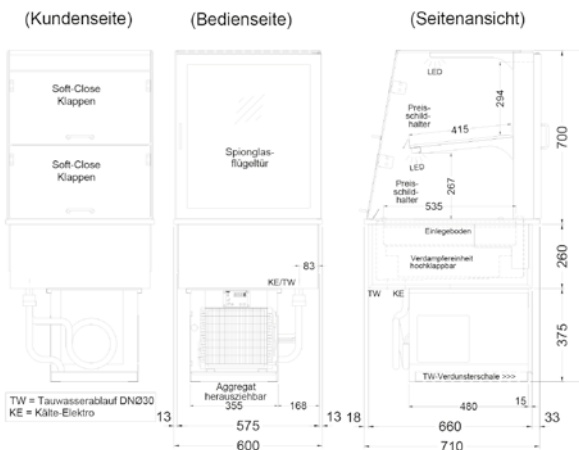 (Kundenseite)
(Bedienseite)
(Seitenansicht)
Soft-Close
Klappen
Soft-Close
Klappen
Spionglas-
flügeltür
LED
Preis-
schild
halter
415
294
700
LED
Preis-
schild
halter
267
535
Einlegeboden
Verdampfereinheit
hochklappbar
260
83
KE/TW
TW KE
375
TW-Verdunsterschale >>>
Aggregat
herausziehbar
355
168
480
15
TW = Tauwasserablauf DNØ30
KE = Kälte-Elektro
13
575
13
18
660
33
600
710